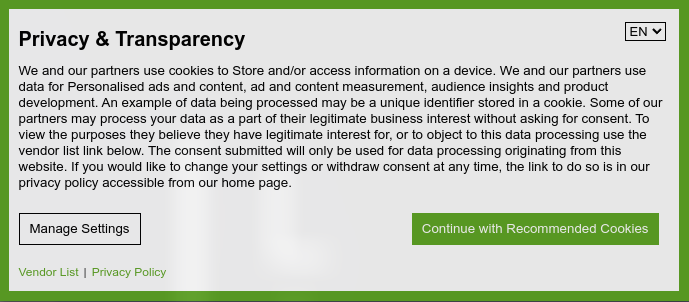 Privacy & Transparency
EN
We and our partners use cookies to Store and/or access information on a device. We and our partners use
data for Personalised ads and content, ad and content measurement, audience insights and product
development. An example of data being processed may be a unique identifier stored in a cookie. Some of our
partners may process your data as a part of their legitimate business interest without asking for consent. To
view the purposes they believe they have legitimate interest for, or to object to this data processing use the
vendor list link below. The consent submitted will only be used for data processing originating from this
website. If you would like to change your settings or withdraw consent at any time, the link to do so is in our
privacy policy accessible from our home page.
Manage Settings
Continue with Recommended Cookies
Vendor List | Privacy Policy